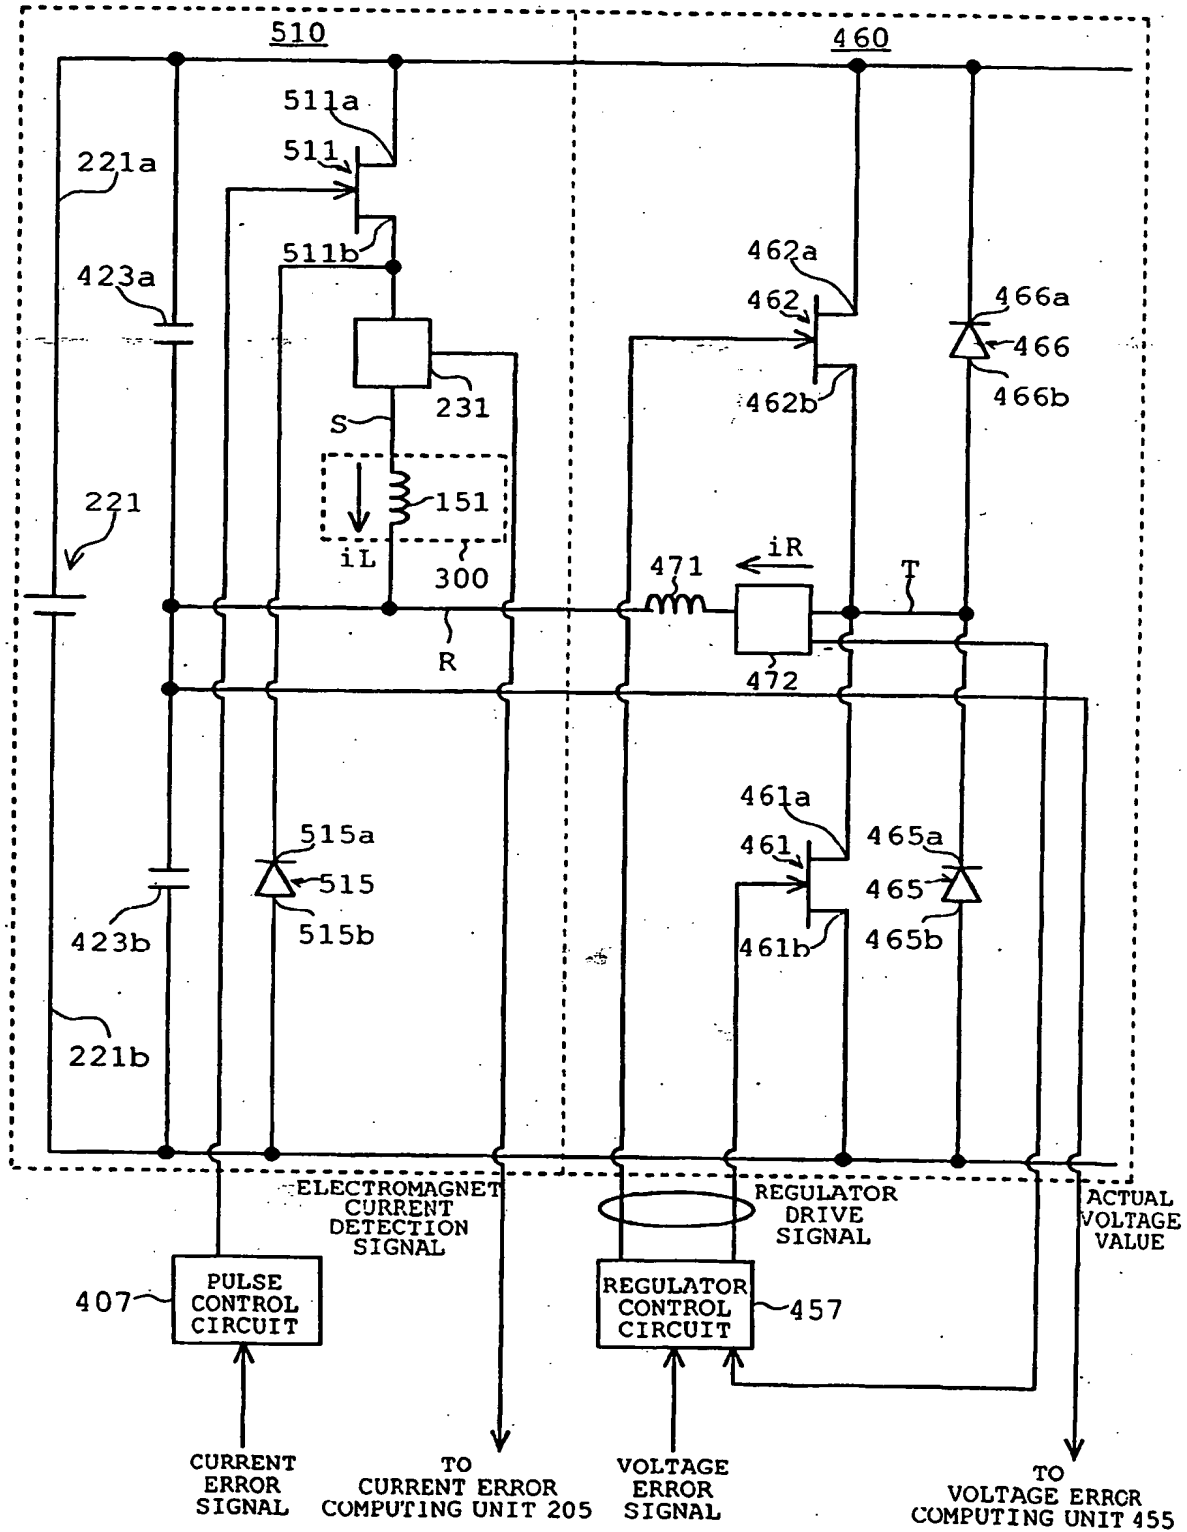 510
460
511a
511
221a
511b
462a
423a
462
466a
466
231
462b
466b
S
151
221
iL
300
471
iR
T
R
472
461a
515a
461
465a
515
465
423b
515b
461b
465b
221b
ELECTROMAGNET
CURRENT
DETECTION
SIGNAL
REGULATOR
DRIVE
SIGNAL
ACTUAL
VOLTAGE
VALUE
407
PULSE
CONTROL
CIRCUIT
REGULATOR
CONTROL
CIRCUIT
457
CURRENT
ERROR
SIGNAL
TO
CURRENT ERROR
COMPUTING UNIT 205
VOLTAGE
ERROR
SIGNAL
TO
VOLTAGE ERROR
COMPUTING UNIT 455